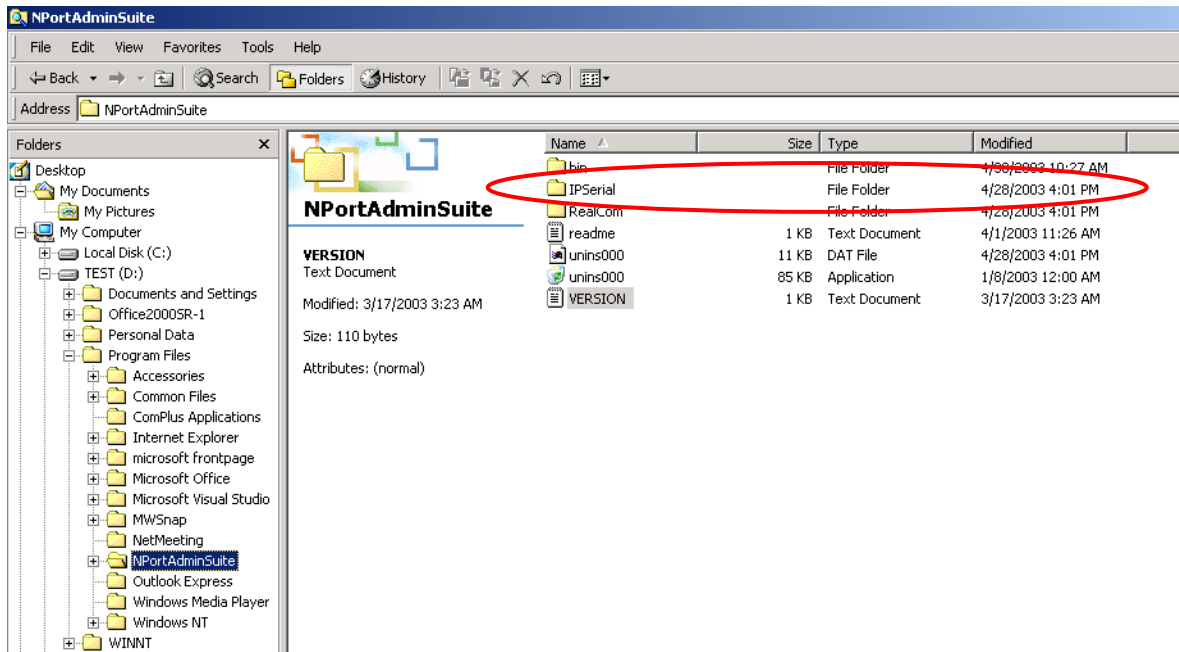 NPortAdminSuite
File Edit View Favorites Tools Help
Back Search Folders History
Address NPortAdminSuite
Folders x
Desktop
My Documents
My Pictures
My Computer
Local Disk (C:)
TEST (D:)
Documents and Settings
Office2000SR-1
Personal Data
Program Files
Accessories
Common Files
ComPlus Applications
Internet Explorer
microsoft frontpage
Microsoft Office
Microsoft Visual Studio
MWSnap
NetMeeting
NPortAdminSuite
Outlook Express
Windows Media Player
Windows NT
WINNT
NPortAdminSuite
VERSION
Text Document
Modified: 3/17/2003 3:23 AM
Size: 110 bytes
Attributes: (normal)
Name Size Type Modified
bin File Folder 4/30/2003 10:27 AM
IPSerial File Folder 4/28/2003 4:01 PM
RealCom File Folder 4/28/2003 4:01 PM
readme 1 KB Text Document 4/1/2003 11:26 AM
unins000 11 KB DAT File 4/28/2003 4:01 PM
unins000 85 KB Application 1/8/2003 12:00 AM
VERSION 1 KB Text Document 3/17/2003 3:23 AM